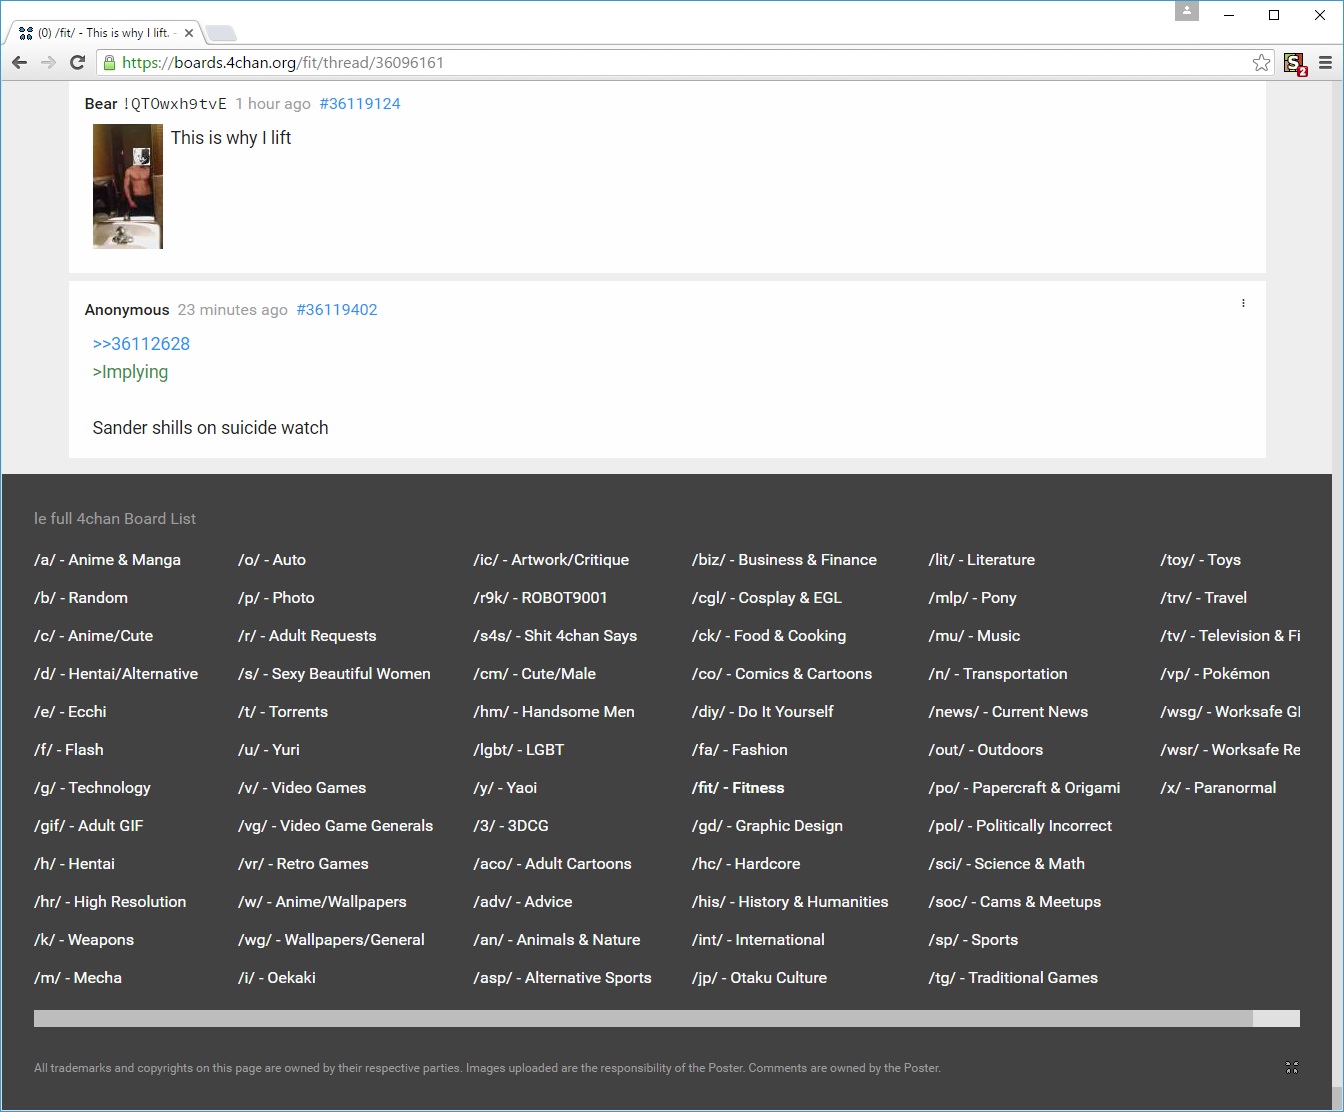 (0) /fit/ - This is why I lift. -
https://boards.4chan.org/fit/thread/36096161
S
2
Bear !QTOwxh9tvE 1 hour ago #36119124
This is why I lift
Anonymous 23 minutes ago #36119402
>>36112628
>Implying
Sander shills on suicide watch
le full 4chan Board List
/a/ - Anime & Manga
/b/ - Random
/c/ - Anime/Cute
/d/ - Hentai/Alternative
/e/ - Ecchi
/f/ - Flash
/g/ - Technology
/gif/ - Adult GIF
/h/ - Hentai
/hr/ - High Resolution
/k/ - Weapons
/m/ - Mecha
/o/ - Auto
/p/ - Photo
/r/ - Adult Requests
/s/ - Sexy Beautiful Women
/t/ - Torrents
/u/ - Yuri
/v/ - Video Games
/vg/ - Video Game Generals
/vr/ - Retro Games
/w/ - Anime/Wallpapers
/wg/ - Wallpapers/General
/i/ - Oekaki
/ic/ - Artwork/Critique
/r9k/ - ROBOT9001
/s4s/ - Shit 4chan Says
/cm/ - Cute/Male
/hm/ - Handsome Men
/lgbt/ - LGBT
/y/ - Yaoi
/3/ - 3DCG
/aco/ - Adult Cartoons
/adv/ - Advice
/an/ - Animals & Nature
/asp/ - Alternative Sports
/biz/ - Business & Finance
/cgl/ - Cosplay & EGL
/ck/ - Food & Cooking
/co/ - Comics & Cartoons
/diy/ - Do It Yourself
/fa/ - Fashion
/fit/ - Fitness
/gd/ - Graphic Design
/hc/ - Hardcore
/his/ - History & Humanities
/int/ - International
/jp/ - Otaku Culture
/lit/ - Literature
/mlp/ - Pony
/mu/ - Music
/n/ - Transportation
/news/ - Current News
/out/ - Outdoors
/po/ - Papercraft & Origami
/pol/ - Politically Incorrect
/sci/ - Science & Math
/soc/ - Cams & Meetups
/sp/ - Sports
/tg/ - Traditional Games
/toy/ - Toys
/trv/ - Travel
/tv/ - Television & Fi
/vp/ - Pokémon
/wsg/ - Worksafe GI
/wsr/ - Worksafe Re
/x/ - Paranormal
All trademarks and copyrights on this page are owned by their respective parties. Images uploaded are the responsibility of the Poster. Comments are owned by the Poster.